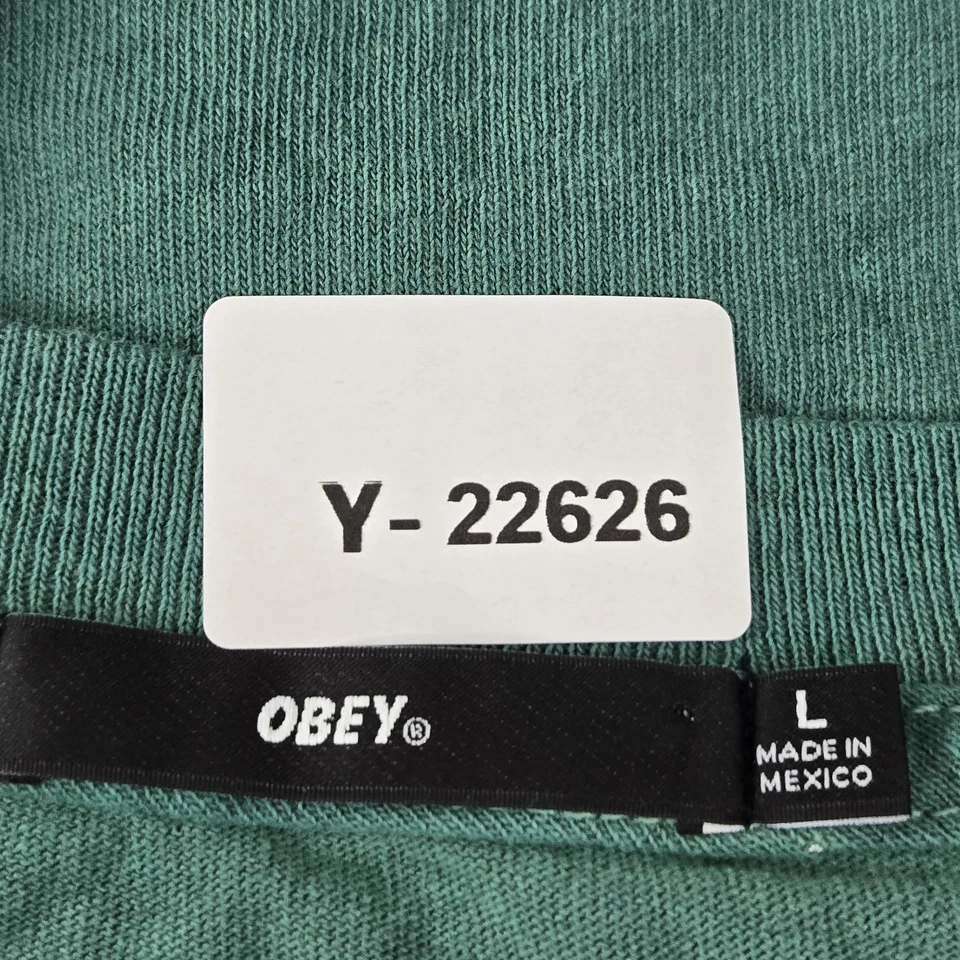 Y- 22626
OBEY®
L
MADE IN
MEXICO